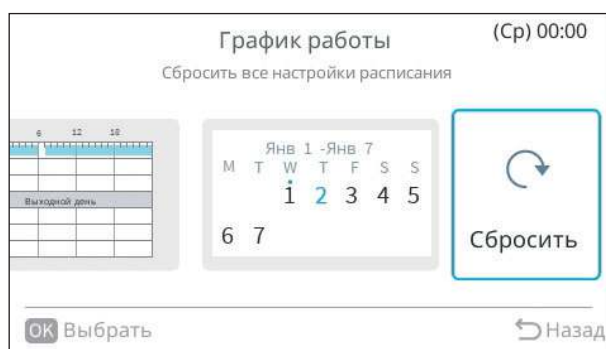 График работы
(Ср) 00:00
Сбросить все настройки расписания
6 12 18
Выходной день
Янв 1 -Янв 7
M T W T F S S
1 2 3 4 5
6 7
Сбросить
OK Выбрать
Назад